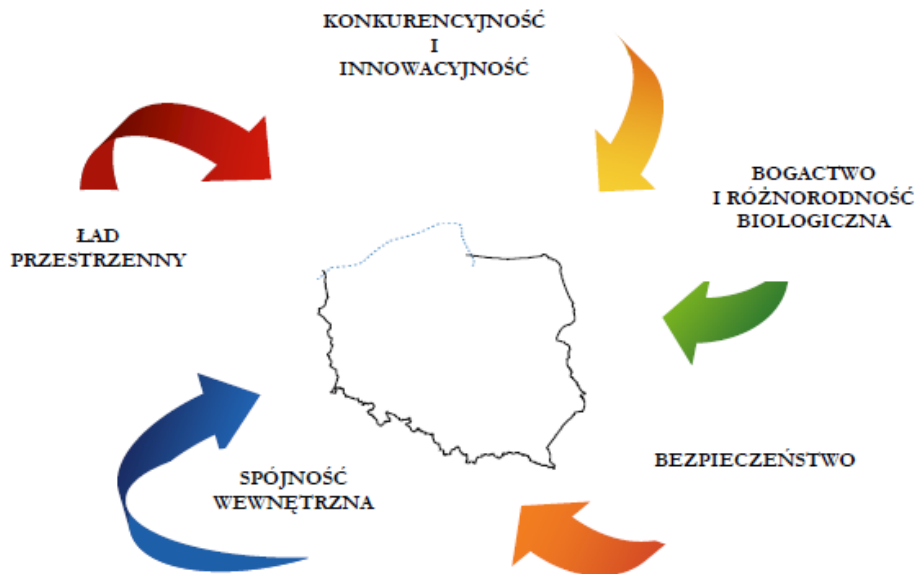 KONKURENCYJNOŚĆ
I
INNOWACYJNOŚĆ
BOGACTWO
I RÓŻNORODNOŚĆ
BIOLOGICZNA
ŁAD
PRZESTRZENNY
BEZPIECZEŃSTWO
SPÓJNOŚĆ
WEWNĘTRZNA